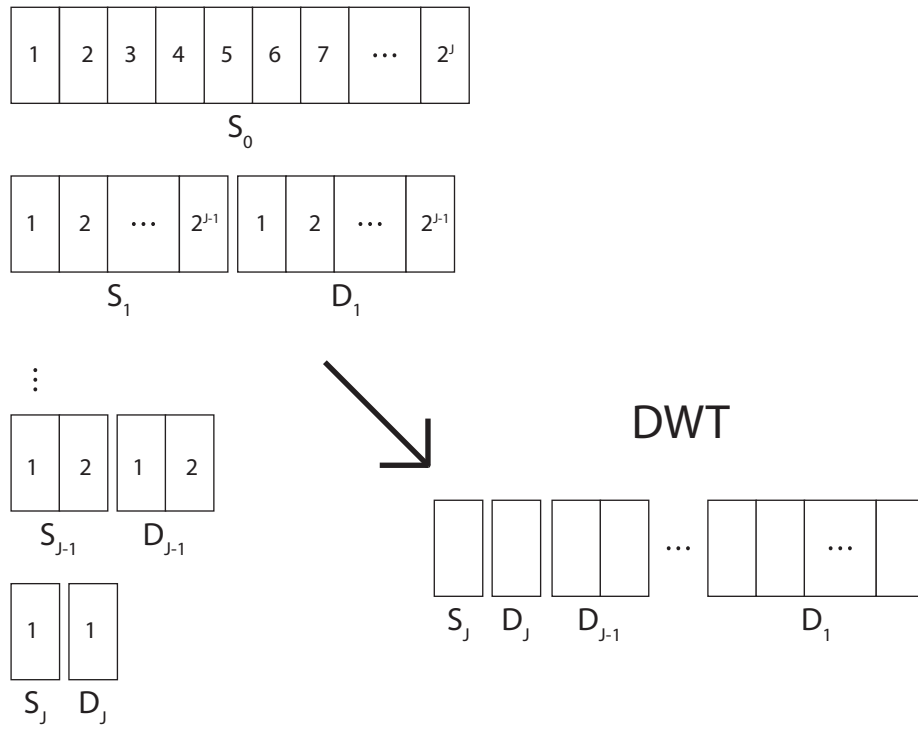 1 2 3 4 5 6 7 ... 2^J
S_0
1 2 ... 2^{J-1} 1 2 ... 2^{J-1}
S_1 D_1
⋮
DWT
1 2 1 2
S_{J-1} D_{J-1}
...
...
S_J D_J D_{J-1} D_1
1 1
S_J D_J